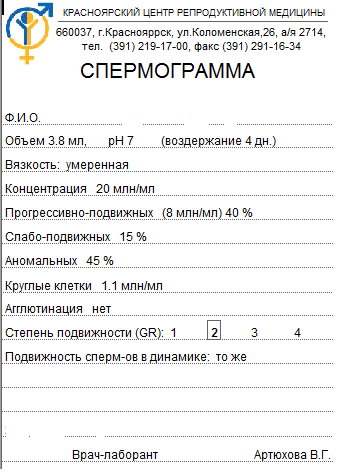 КРАСНОЯРСКИЙ ЦЕНТР РЕПРОДУКТИВНОЙ МЕДИЦИНЫ
660037, г.Краснояррск, ул.Коломенская,26, а/я 2714,
тел. (391) 219-17-00, факс (391) 291-16-34
СПЕРМОГРАММА
Ф.И.О.
Объем 3.8 мл, pH 7 (воздержание 4 дн.)
Вязкость: умеренная
Концентрация 20 млн/мл
Прогрессивно-подвижных (8 млн/мл) 40 %
Слабо-подвижных 15 %
Аномальных 45 %
Круглые клетки 1.1 млн/мл
Агглютинация нет
Степень подвижности (GR): 1 2 3 4
Подвижность сперм-ов в динамике: то же
Врач-лаборант Артюхова В.Г.